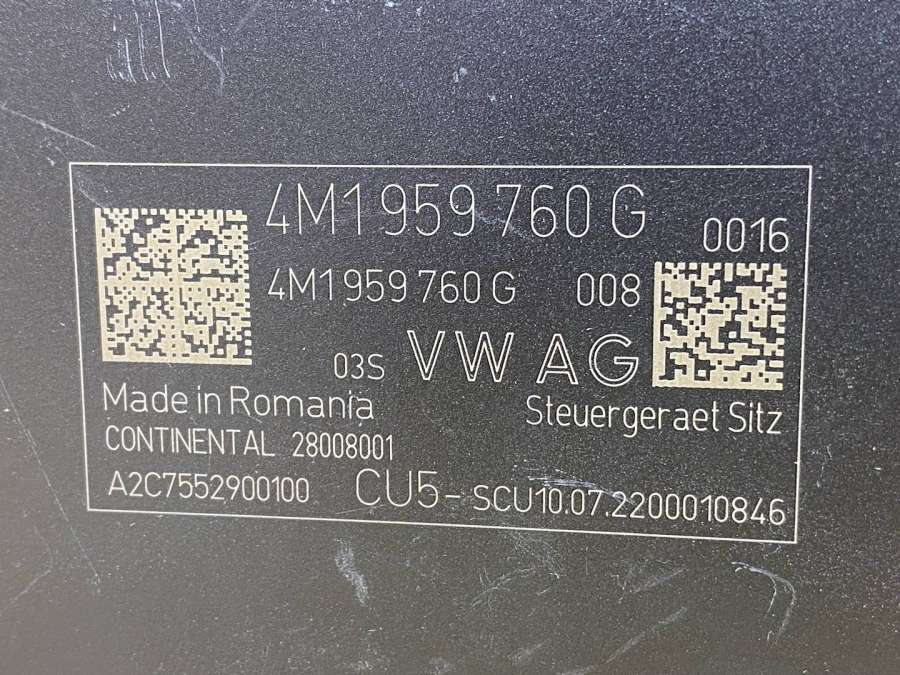 4M1 959 760 G
0016
4M1 959 760 G 008
03S VW AG
Made in Romania
Steuergeraet Sitz
CONTINENTAL 28008001
A2C7552900100 CU5-SCU10.07.2200010846